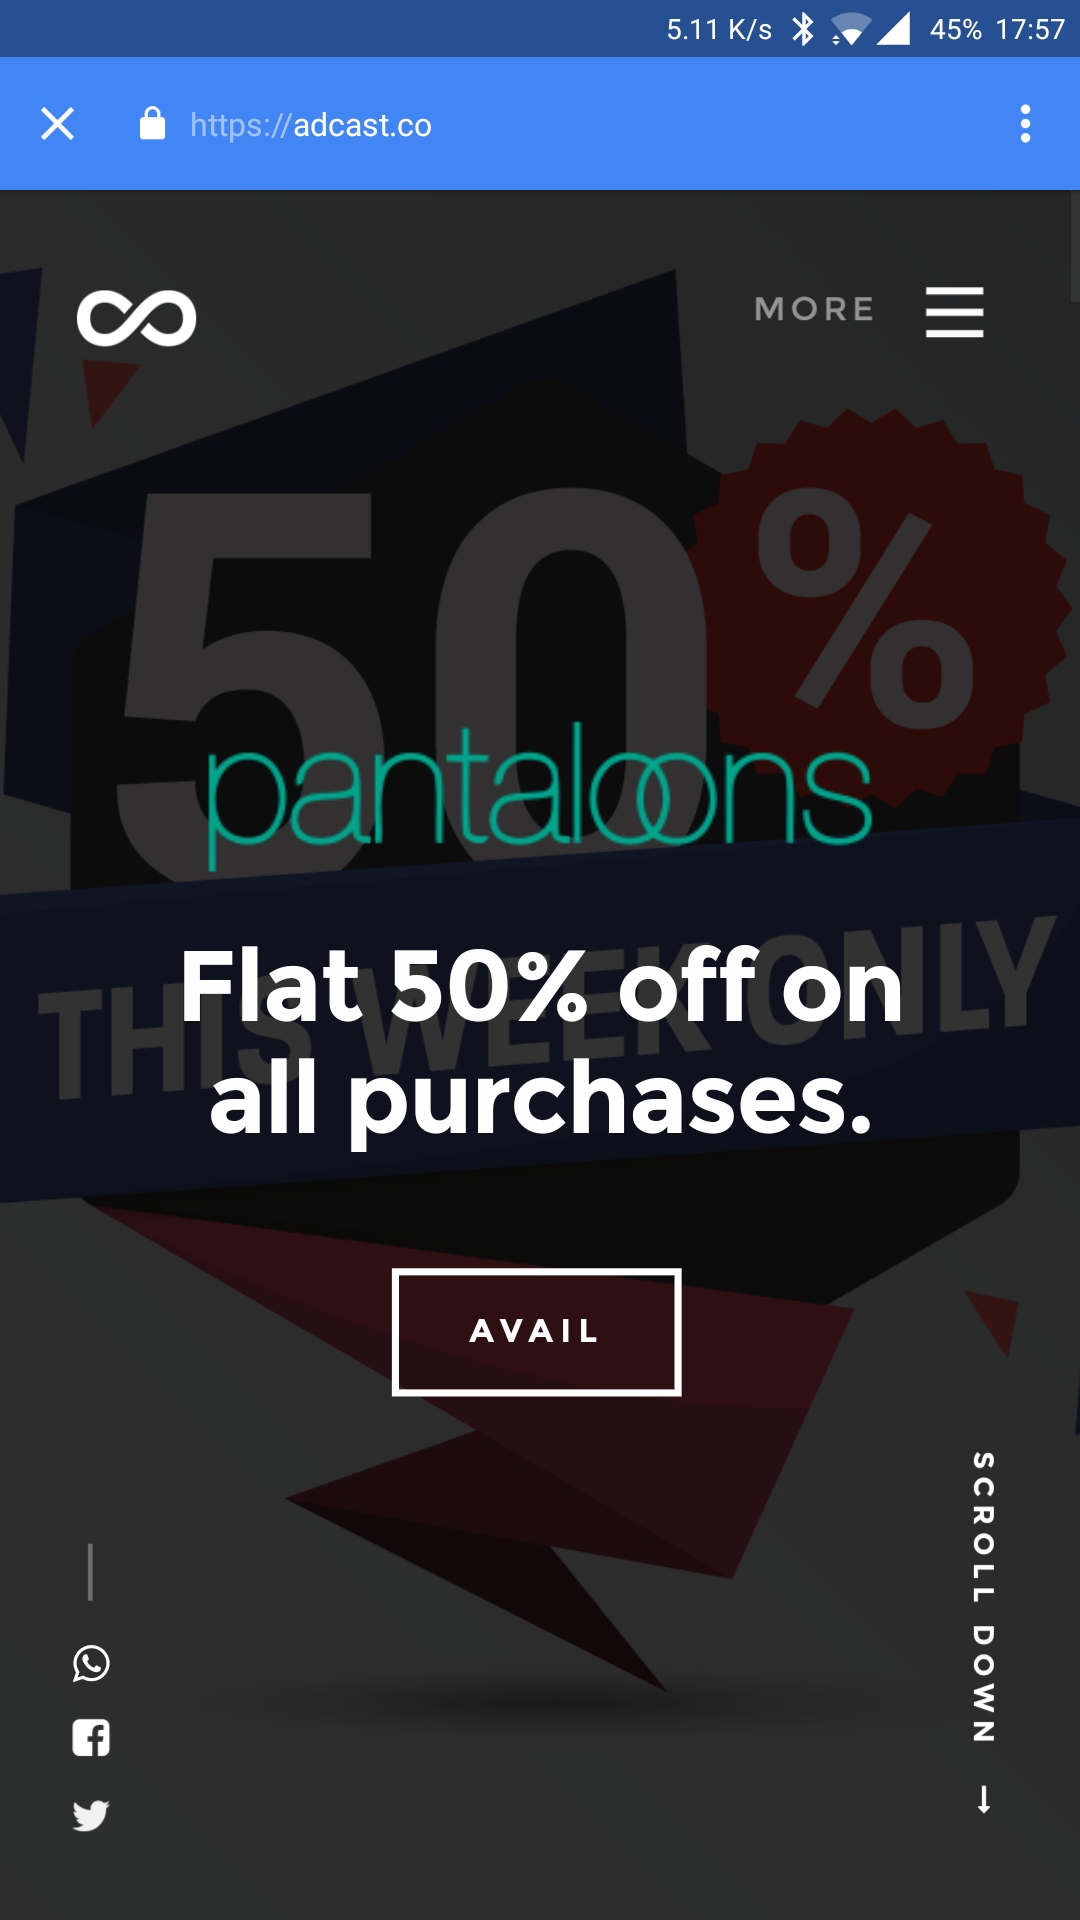 5.11 K/s 45% 17:57
https://adcast.co
MORE
50%
pantaloons
THIS WEEK ONLY
Flat 50% off on
all purchases.
AVAIL
SCROLL DOWN